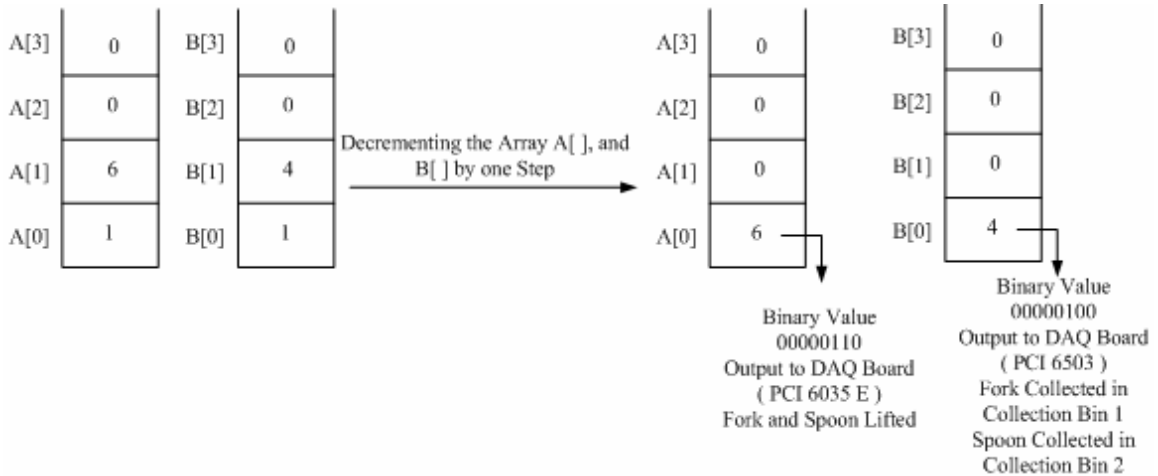 A[3] 0 B[3] 0
A[2] 0 B[2] 0
A[1] 6 B[1] 4
A[0] 1 B[0] 1
Decrementing the Array A[ ], and
B[ ] by one Step
A[3] 0
A[2] 0
A[1] 0
A[0] 6
Binary Value
00000110
Output to DAQ Board
( PCI 6035 E )
Fork and Spoon Lifted
B[3] 0
B[2] 0
B[1] 0
B[0] 4
Binary Value
00000100
Output to DAQ Board
( PCI 6503 )
Fork Collected in
Collection Bin 1
Spoon Collected in
Collection Bin 2